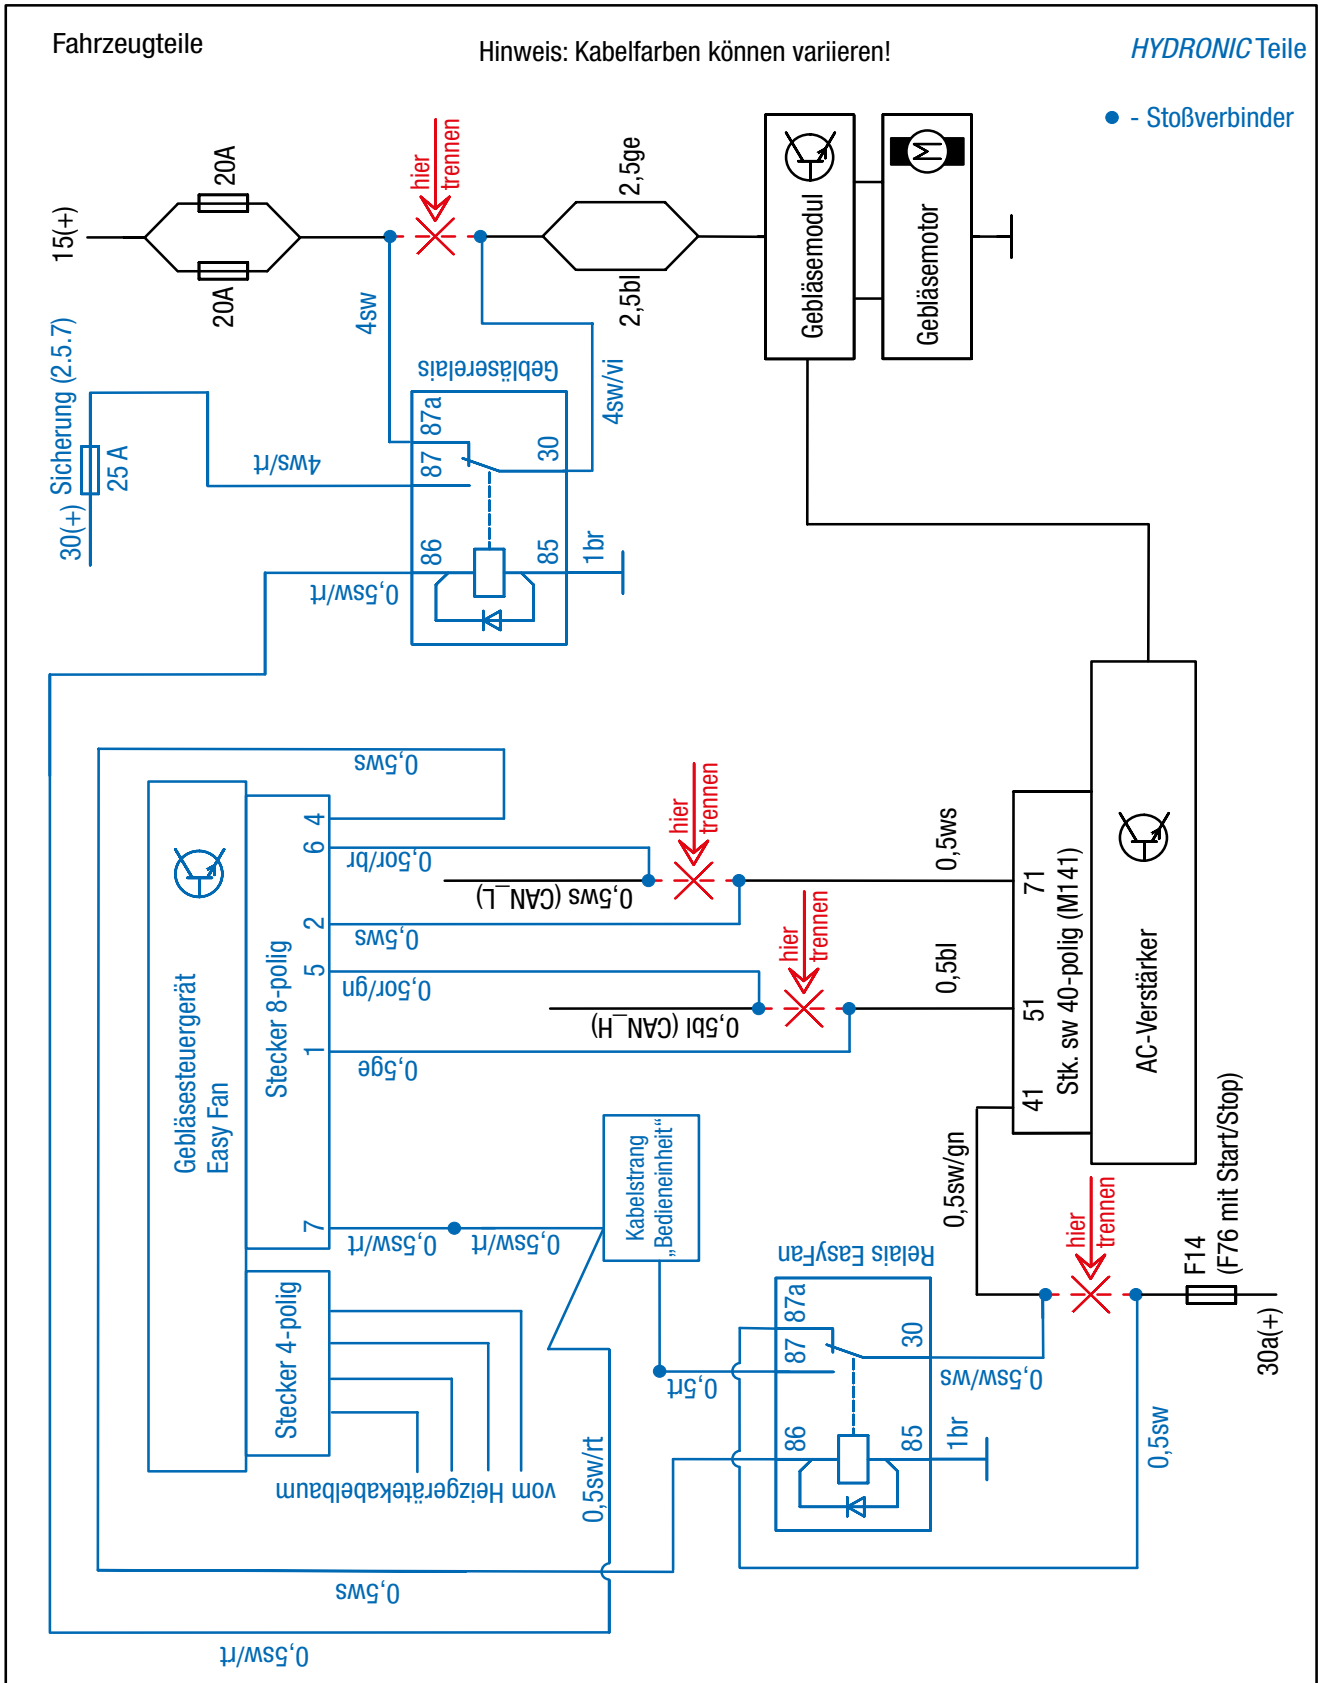 Fahrzeugteile
Hinweis: Kabelfarben können variieren!
HYDRONIC Teile
- Stoßverbinder
15(+)
20A
20A
hier
trennen
2,5ge
2,5bl
Gebläsemodul
M
Gebläsemotor
4sw
4sw/vi
Sicherung (2.5.7)
25 A
30(+)
4ws/rt
Gebläserelais
87a
87
30
86
85
1br
0,5sw/rt
0,5ws
Gebläsesteuergerät
Easy Fan
Stecker 8-polig
4
6
2
5
1
7
0,5or/br
0,5ws (CAN_L)
0,5ws
0,5or/gn
0,5bl (CAN_H)
0,5ge
hier
trennen
hier
trennen
0,5ws
0,5bl
71
51
41
Stk. sw 40-polig (M141)
AC-Verstärker
0,5sw/rt
0,5sw/rt
Kabelstrang
„Bedieneinheit“
0,5sw/gn
hier
trennen
F14
(F76 mit Start/Stop)
30a(+)
Stecker 4-polig
vom Heizgerätekabelbaum
Relais EasyFan
87a
87
30
86
85
1br
0,5rt
0,5sw/ws
0,5sw
0,5sw/rt
0,5ws
0,5sw/rt